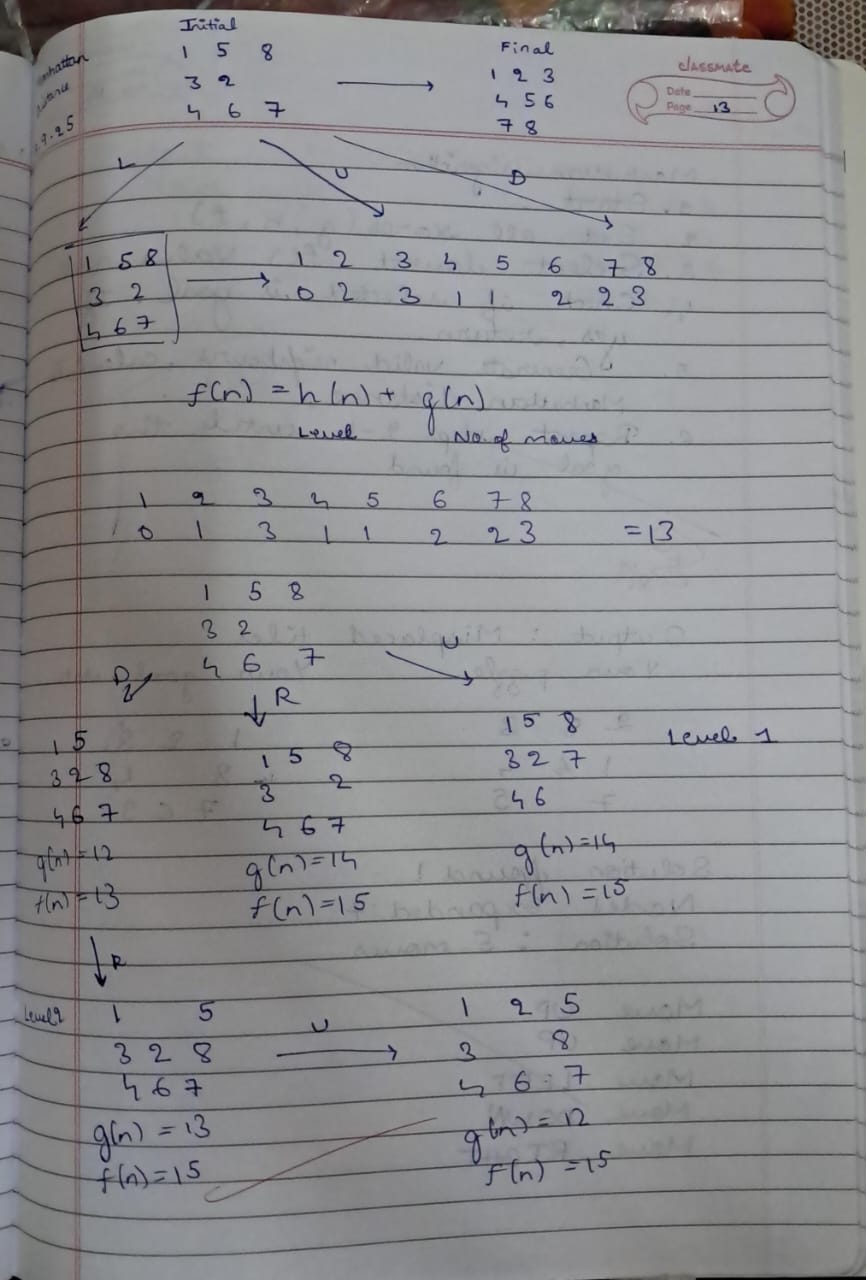 Initial
1 5 8
3 2
4 6 7
Final
1 2 3
4 5 6
7 8
classmate
Date
Page 13
L
U
D
1 5 8
3 2
4 6 7
1 2 3 4 5 6 7 8
0 2 3 1 1 2 2 3
f(n) = h(n) + g(n)
Level No. of moves
1 2 3 4 5 6 7 8
0 1 3 1 1 2 2 3 = 13
1 5 8
3 2
4 6 7
D
R
U
1 5
3 2 8
4 6 7
g(n) = 12
f(n) = 13
1 5 8
3 2
4 6 7
g(n) = 14
f(n) = 15
1 5 8
3 2 7
4 6
g(n) = 14
f(n) = 15
Level 1
R
Level 2
1 5
3 2 8
4 6 7
g(n) = 13
f(n) = 15
U
1 2 5
3 8
4 6 7
g(n) = 12
f(n) = 15